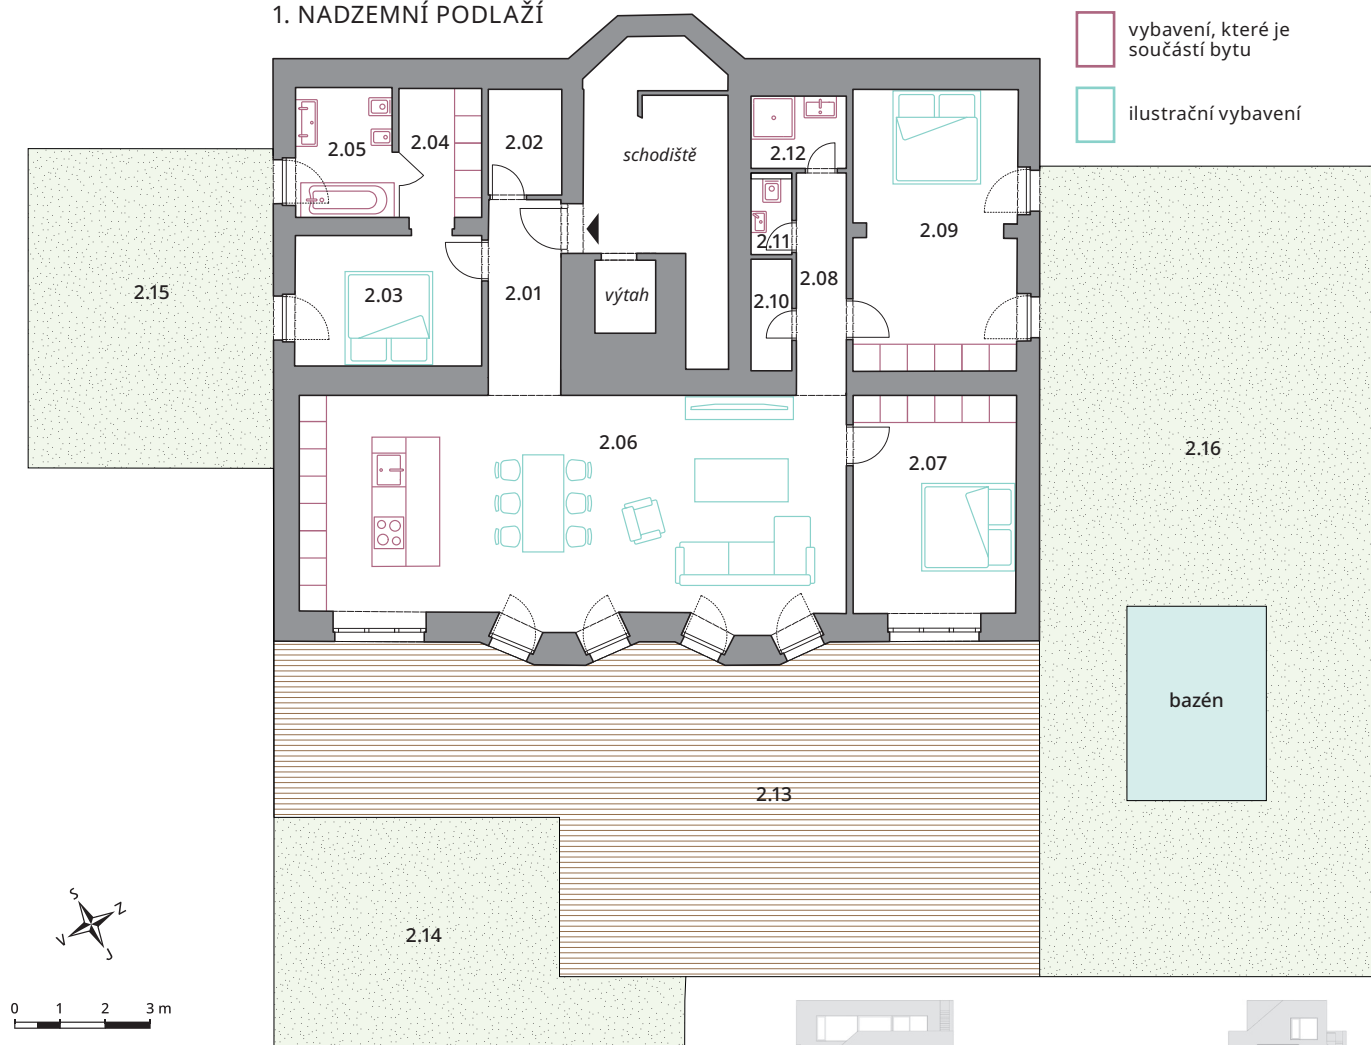 1. NADZEMNÍ PODLAŽÍ
vybavení, které je
součástí bytu
ilustrační vybavení
2.05
2.04
2.02
schodiště
2.12
2.11
2.09
2.08
2.10
2.15
2.03
2.01
výtah
2.06
2.07
2.16
bazén
2.13
2.14
S
Z
V
J
0 1 2 3 m